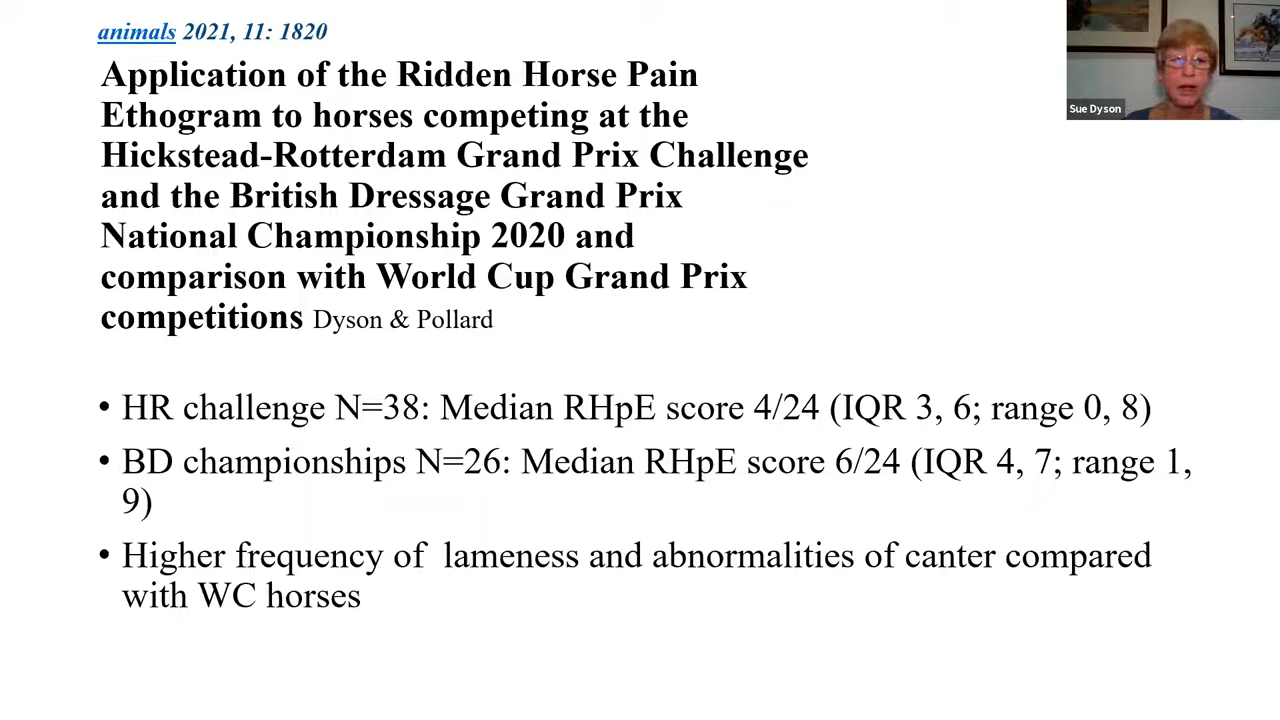 animals 2021, 11: 1820
Application of the Ridden Horse Pain
Ethogram to horses competing at the
Hickstead-Rotterdam Grand Prix Challenge
and the British Dressage Grand Prix
National Championship 2020 and
comparison with World Cup Grand Prix
competitions Dyson & Pollard
• HR challenge N=38: Median RHpE score 4/24 (IQR 3, 6; range 0, 8)
• BD championships N=26: Median RHpE score 6/24 (IQR 4, 7; range 1,
9)
• Higher frequency of  lameness and abnormalities of canter compared
with WC horses
Sue Dyson